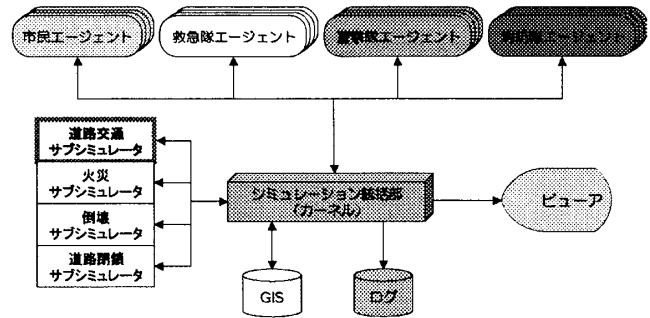 市民エージェント
救急隊エージェント
警察隊エージェント
消防隊エージェント
道路交通
サブシミュレータ
火災
サブシミュレータ
倒壊
サブシミュレータ
道路閉鎖
サブシミュレータ
シミュレーション統括部
(カーネル)
ビューア
GIS
ログ